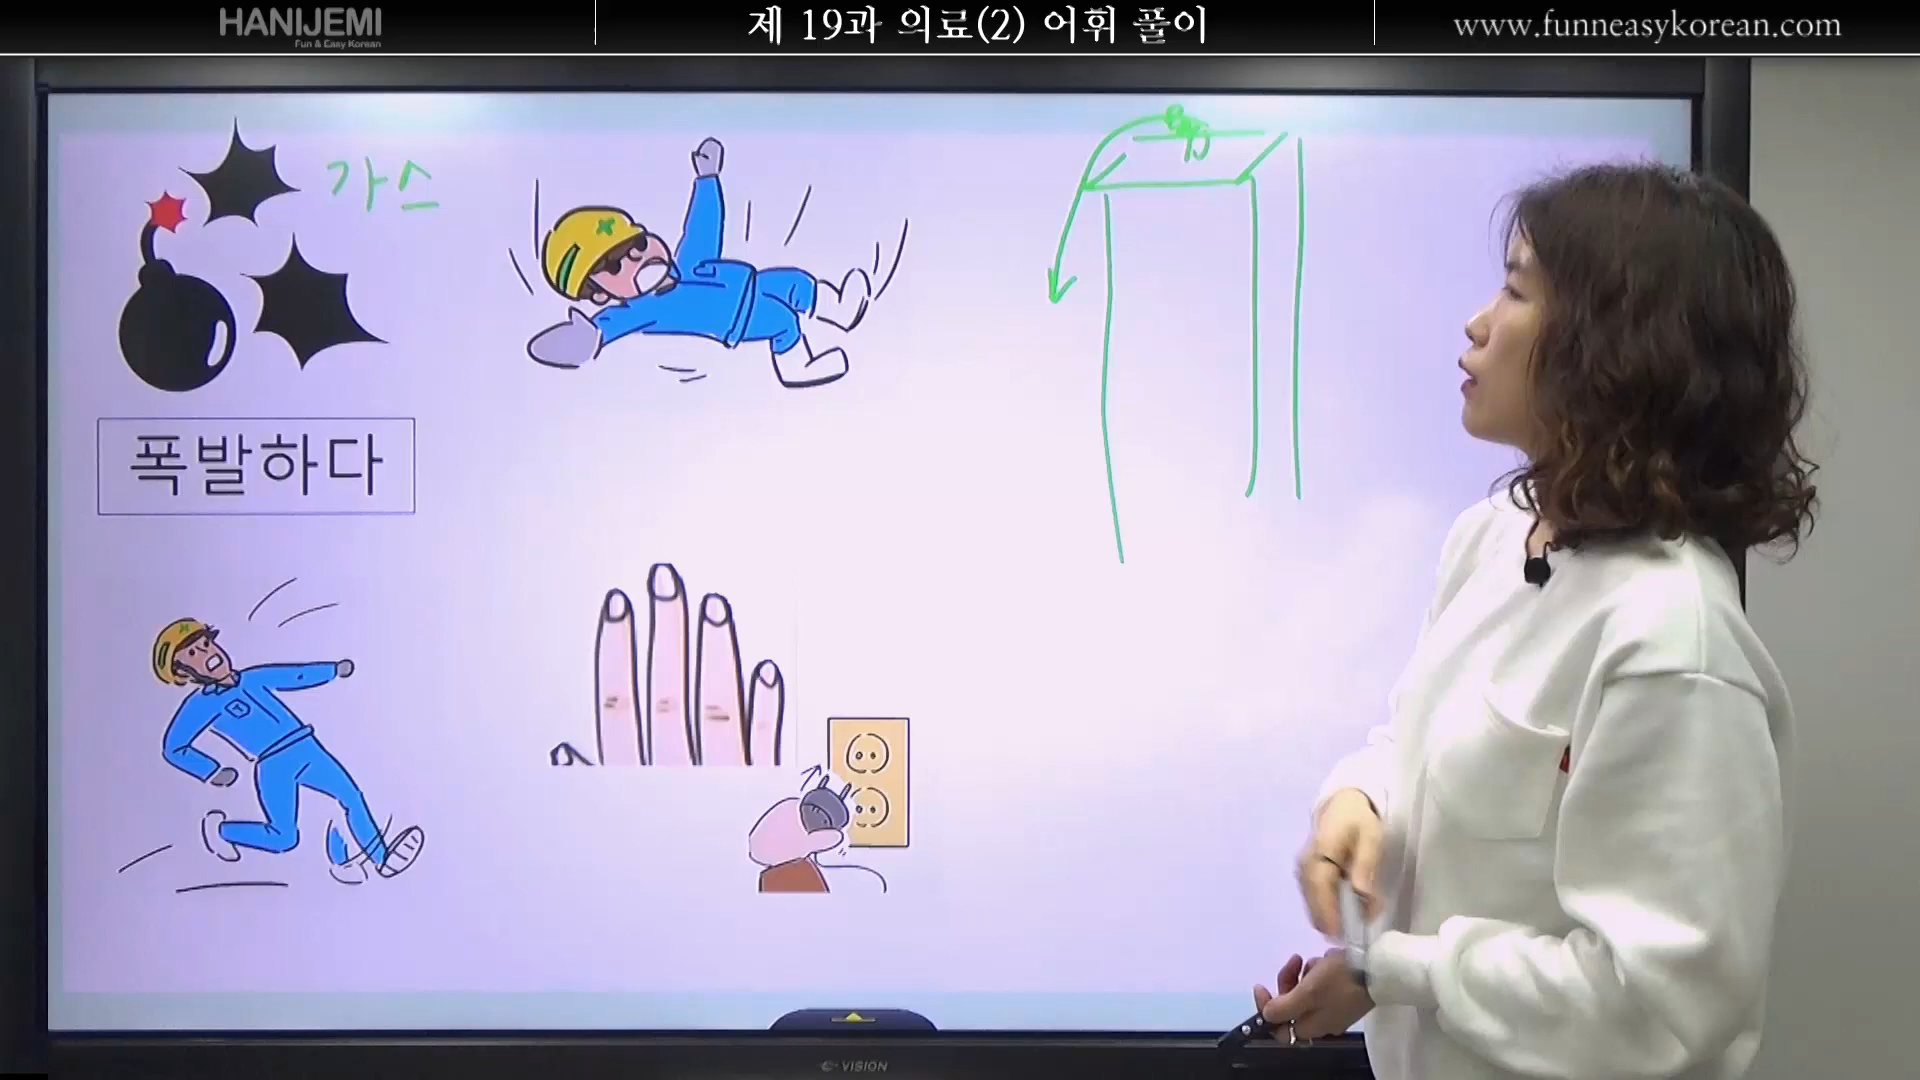 HANIJEMI
Fun & Easy Korean
제 19과 의료(2) 어휘 풀이
www.funneasykorean.com
가스
폭발하다
C-VISION